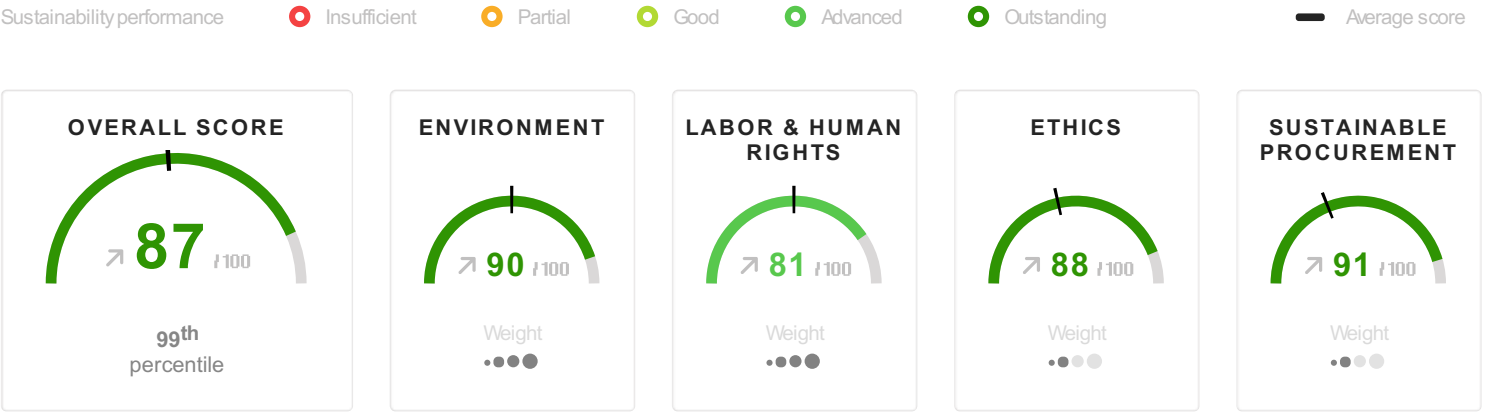 Sustainability performance Insufficient Partial Good Advanced Outstanding Average score
OVERALL SCORE
87 /100
99th
percentile
ENVIRONMENT
90 /100
Weight
LABOR & HUMAN
RIGHTS
81 /100
Weight
ETHICS
88 /100
Weight
SUSTAINABLE
PROCUREMENT
91 /100
Weight